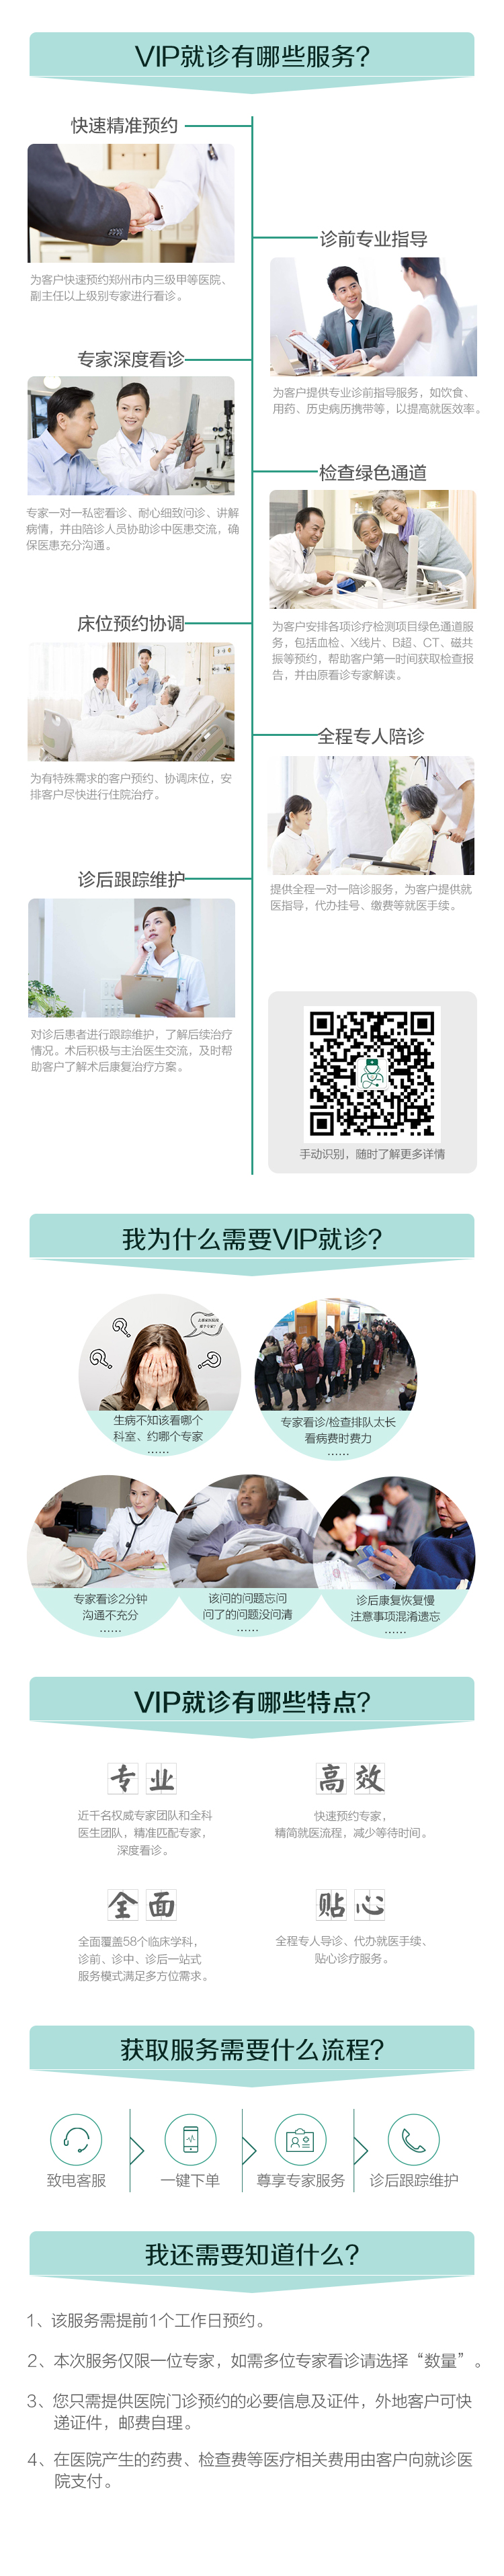 VIP就诊有哪些服务?
快速精准预约
为客户快速预约郑州市内三级甲等医院、
副主任以上级别专家进行看诊。
诊前专业指导
为客户提供专业诊前指导服务，如饮食、
用药、历史病历携带等，以提高就医效率。
专家深度看诊
专家一对一私密看诊、耐心细致问诊、讲解
病情，并由陪诊人员协助诊中医患交流，确
保医患充分沟通。
检查绿色通道
为客户安排各项诊疗检测项目绿色通道服
务，包括血检、X线片、B超、CT、磁共
振等预约，帮助客户第一时间获取检查报
告，并由原看诊专家解读。
床位预约协调
为有特殊需求的客户预约、协调床位，安
排客户尽快进行住院治疗。
全程专人陪诊
提供全程一对一陪诊服务，为客户提供就
医指导，代办挂号、缴费等就医手续。
诊后跟踪维护
对诊后患者进行跟踪维护，了解后续治疗
情况。术后积极与主治医生交流，及时帮
助客户了解术后康复治疗方案。
手动识别，随时了解更多详情
我为什么需要VIP就诊?
生病不知该看哪个
科室、约哪个专家
……
专家看诊/检查排队太长
看病费时费力
……
专家看诊2分钟
沟通不充分
……
该问的问题忘问
问了的问题没问清
……
诊后康复恢复慢
注意事项混淆遗忘
……
VIP就诊有哪些特点?
专业
近千名权威专家团队和全科
医生团队，精准匹配专家，
深度看诊。
高效
快速预约专家，
精简就医流程，减少等待时间。
全面
全面覆盖58个临床学科，
诊前、诊中、诊后一站式
服务模式满足多方位需求。
贴心
全程专人导诊、代办就医手续、
贴心诊疗服务。
获取服务需要什么流程?
致电客服
一键下单
尊享专家服务
诊后跟踪维护
我还需要知道什么?
1、该服务需提前1个工作日预约。
2、本次服务仅限一位专家，如需多位专家看诊请选择“数量”。
3、您只需提供医院门诊预约的必要信息及证件，外地客户可快
递证件，邮费自理。
4、在医院产生的药费、检查费等医疗相关费用由客户向就诊医
院支付。